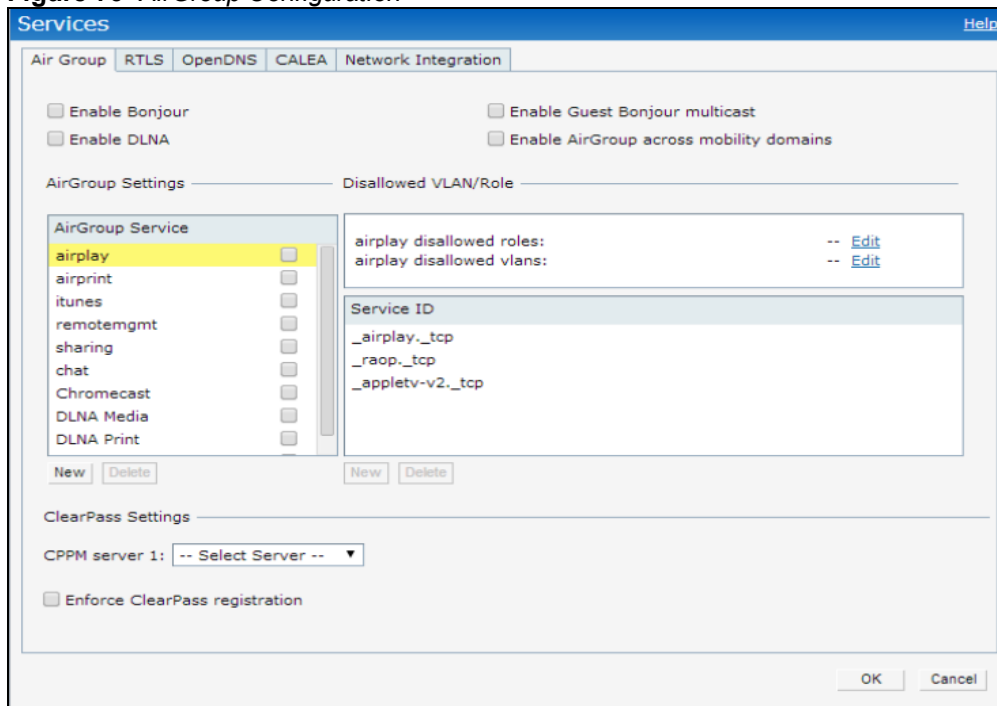 Services Help
Air Group RTLS OpenDNS CALEA Network Integration
Enable Bonjour Enable Guest Bonjour multicast
Enable DLNA Enable AirGroup across mobility domains
AirGroup Settings Disallowed VLAN/Role
AirGroup Service
airplay
airprint
itunes
remotemgmt
sharing
chat
Chromecast
DLNA Media
DLNA Print
New Delete
airplay disallowed roles: -- Edit
airplay disallowed vlans: -- Edit
Service ID
_airplay._tcp
_raop._tcp
_appletv-v2._tcp
New Delete
ClearPass Settings
CPPM server 1: -- Select Server -- ▼
Enforce ClearPass registration
OK Cancel